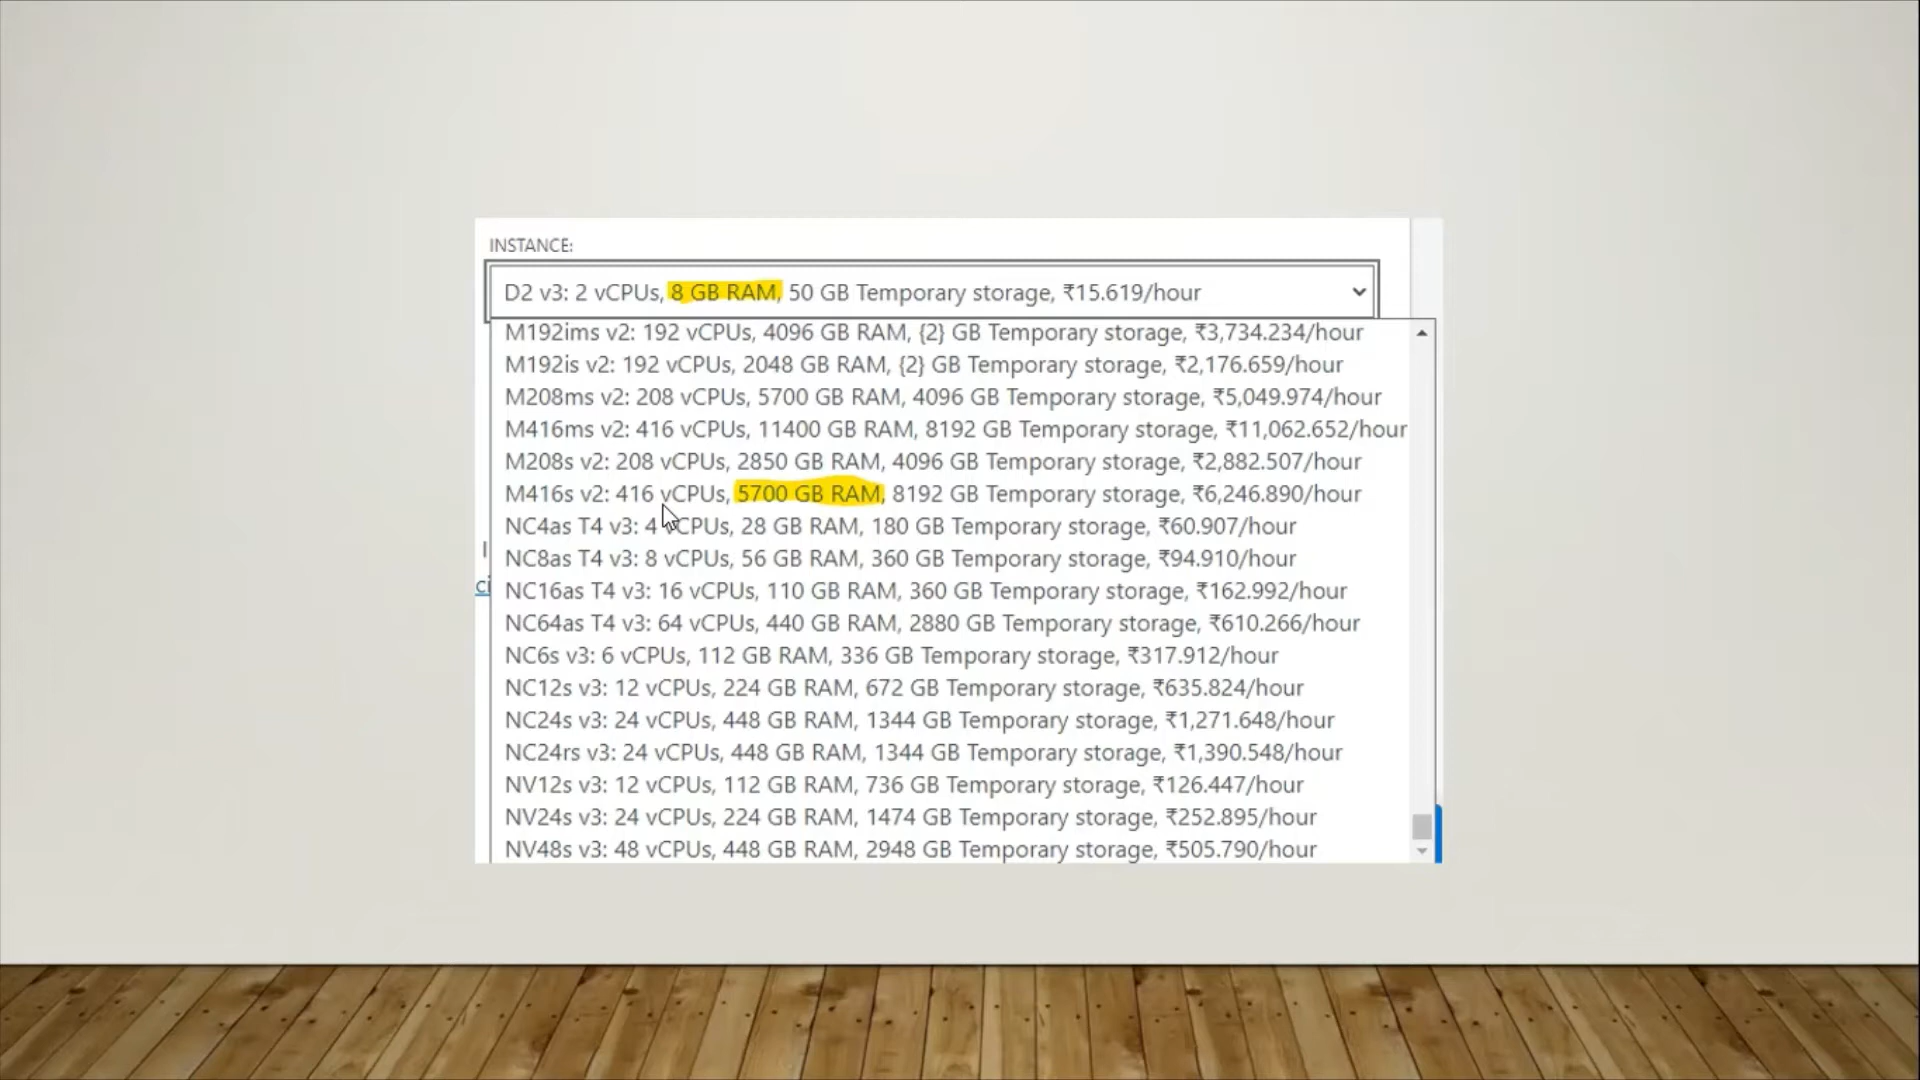 INSTANCE:
D2 v3: 2 vCPUs, 8 GB RAM, 50 GB Temporary storage, ₹15.619/hour
M192ims v2: 192 vCPUs, 4096 GB RAM, {2} GB Temporary storage, ₹3,734.234/hour
M192is v2: 192 vCPUs, 2048 GB RAM, {2} GB Temporary storage, ₹2,176.659/hour
M208ms v2: 208 vCPUs, 5700 GB RAM, 4096 GB Temporary storage, ₹5,049.974/hour
M416ms v2: 416 vCPUs, 11400 GB RAM, 8192 GB Temporary storage, ₹11,062.652/hour
M208s v2: 208 vCPUs, 2850 GB RAM, 4096 GB Temporary storage, ₹2,882.507/hour
M416s v2: 416 vCPUs, 5700 GB RAM, 8192 GB Temporary storage, ₹6,246.890/hour
NC4as T4 v3: 4 vCPUs, 28 GB RAM, 180 GB Temporary storage, ₹60.907/hour
NC8as T4 v3: 8 vCPUs, 56 GB RAM, 360 GB Temporary storage, ₹94.910/hour
NC16as T4 v3: 16 vCPUs, 110 GB RAM, 360 GB Temporary storage, ₹162.992/hour
NC64as T4 v3: 64 vCPUs, 440 GB RAM, 2880 GB Temporary storage, ₹610.266/hour
NC6s v3: 6 vCPUs, 112 GB RAM, 336 GB Temporary storage, ₹317.912/hour
NC12s v3: 12 vCPUs, 224 GB RAM, 672 GB Temporary storage, ₹635.824/hour
NC24s v3: 24 vCPUs, 448 GB RAM, 1344 GB Temporary storage, ₹1,271.648/hour
NC24rs v3: 24 vCPUs, 448 GB RAM, 1344 GB Temporary storage, ₹1,390.548/hour
NV12s v3: 12 vCPUs, 112 GB RAM, 736 GB Temporary storage, ₹126.447/hour
NV24s v3: 24 vCPUs, 224 GB RAM, 1474 GB Temporary storage, ₹252.895/hour
NV48s v3: 48 vCPUs, 448 GB RAM, 2948 GB Temporary storage, ₹505.790/hour